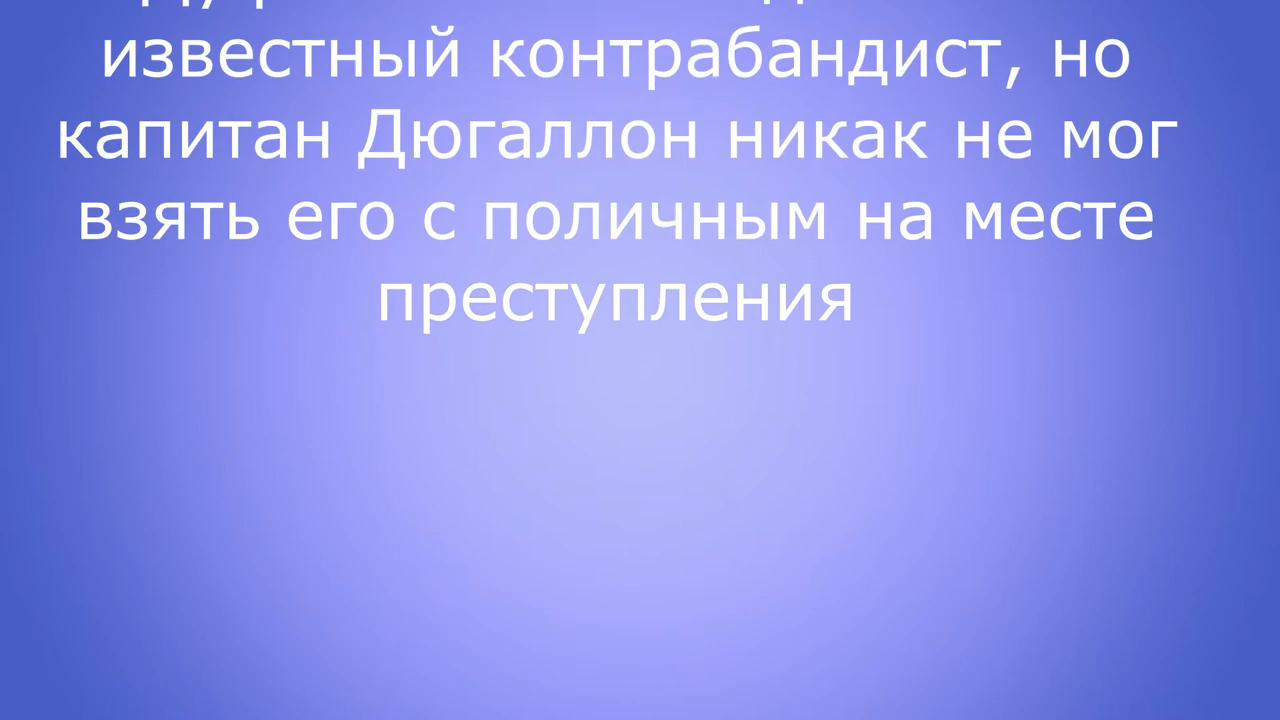 известный контрабандист, но
капитан Дюгаллон никак не мог
взять его с поличным на месте
преступления